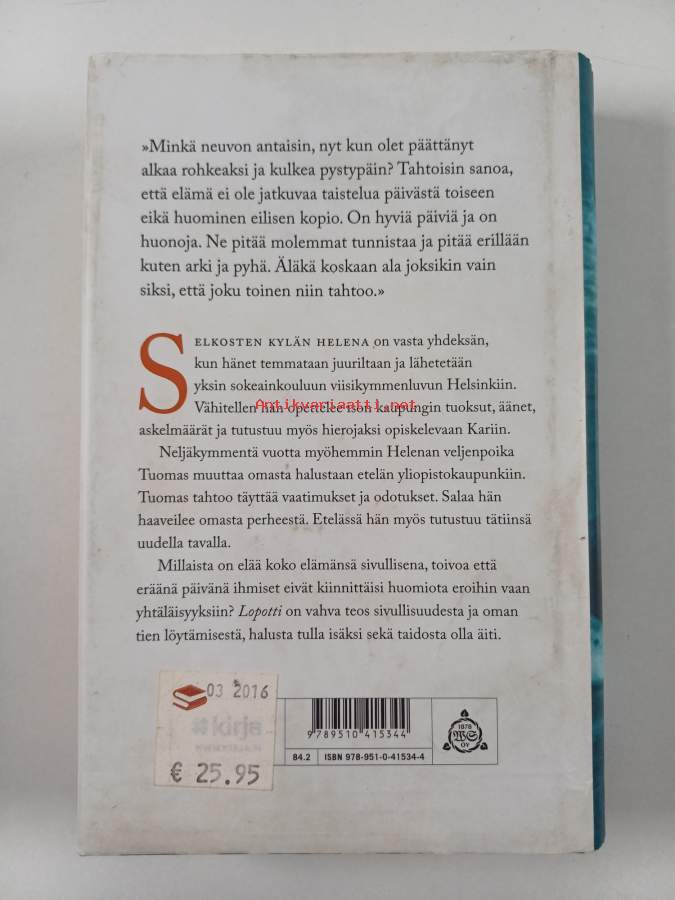 »Minkä neuvon antaisin, nyt kun olet päättänyt
alkaa rohkeaksi ja kulkea pystypäin? Tahtoisin sanoa,
että elämä ei ole jatkuvaa taistelua päivästä toiseen
eikä huominen eilisen kopio. On hyviä päiviä ja on
huonoja. Ne pitää molemmat tunnistaa ja pitää erillään
kuten arki ja pyhä. Äläkä koskaan ala joksikin vain
siksi, että joku toinen niin tahtoo.»
SELKOSTEN KYLÄN HELENA on vasta yhdeksän,
kun hänet temmataan juuriltaan ja lähetetään
yksin sokeainkouluun viisikymmenluvun Helsinkiin.
Vähitellen hän opettelee ison kaupungin tuoksut, äänet,
Antikvariaatti.net
askelmäärät ja tutustuu myös hierojaksi opiskelevaan Kariin.
Neljäkymmentä vuotta myöhemmin Helenan veljenpoika
Tuomas muuttaa omasta halustaan etelän yliopistokaupunkiin.
Tuomas tahtoo täyttää vaatimukset ja odotukset. Salaa hän
haaveilee omasta perheestä. Etelässä hän myös tutustuu tätiinsä
uudella tavalla.
Millaista on elää koko elämänsä sivullisena, toivoa että
eräänä päivänä ihmiset eivät kiinnittäisi huomiota eroihin vaan
yhtäläisyyksiin? Lopotti on vahva teos sivullisuudesta ja oman
tien löytämisestä, halusta tulla isäksi sekä taidosta olla äiti.
03 2016
kirja
€ 25.95
9789510415344
84.2 ISBN 978-951-0-41534-4
1878
WS
OY